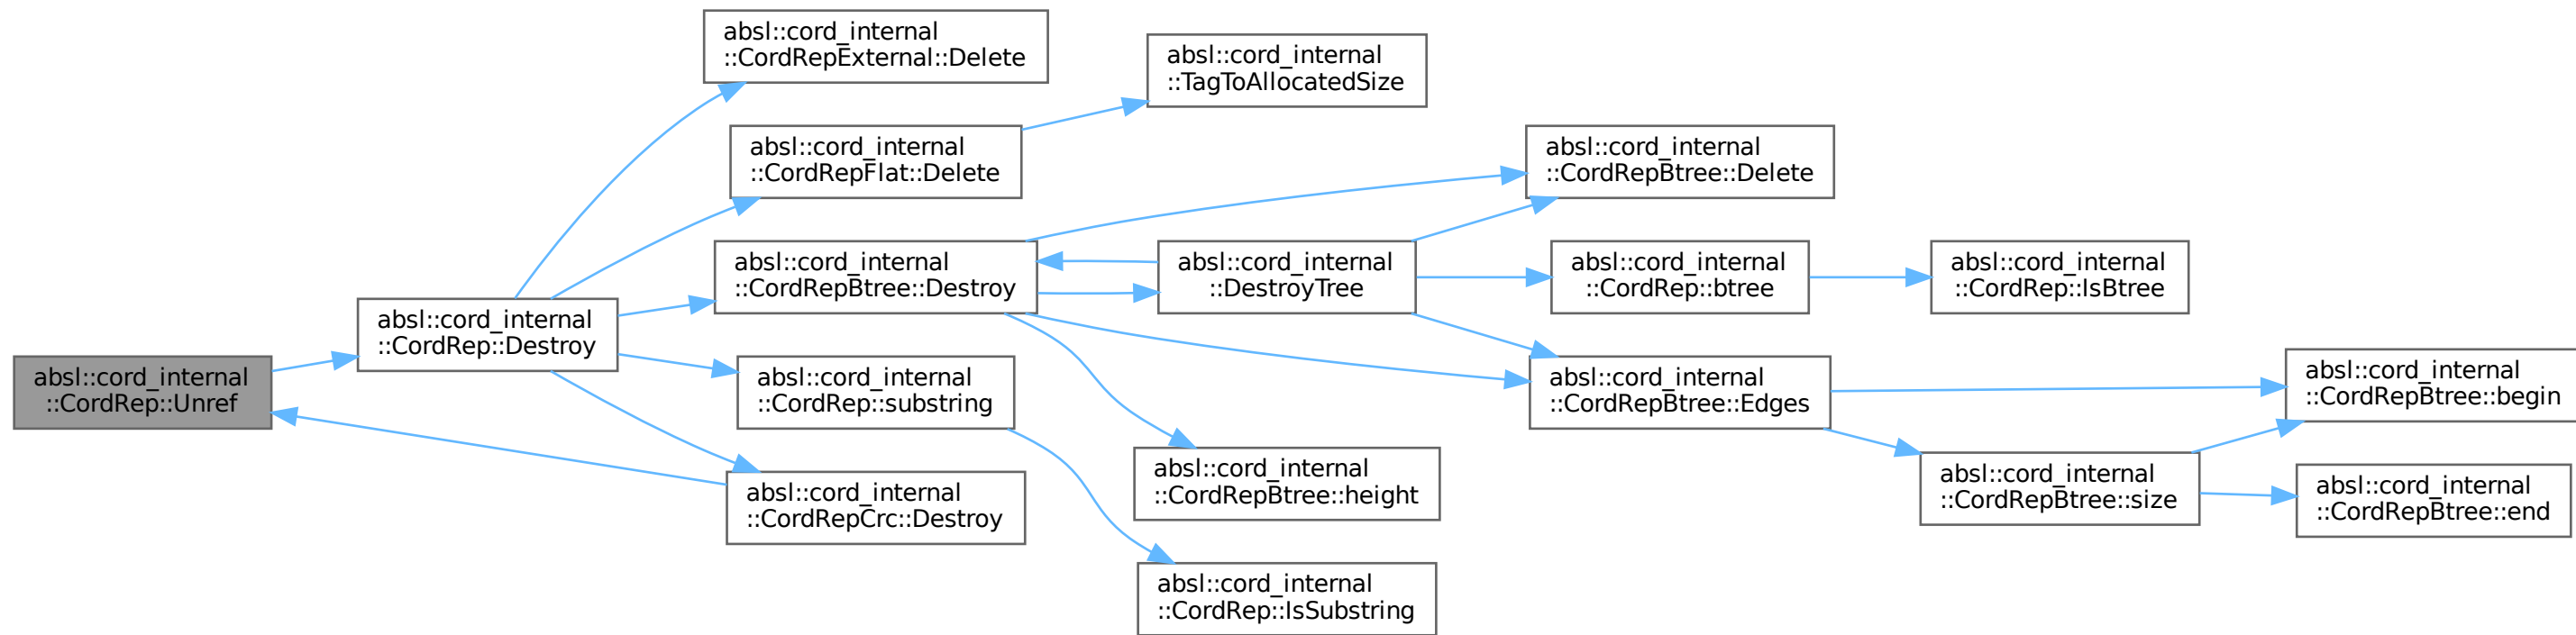 absl::cord_internal
::CordRep::Unref
absl::cord_internal
::CordRep::Destroy
absl::cord_internal
::CordRepExternal::Delete
absl::cord_internal
::CordRepFlat::Delete
absl::cord_internal
::TagToAllocatedSize
absl::cord_internal
::CordRepBtree::Destroy
absl::cord_internal
::CordRep::substring
absl::cord_internal
::CordRepCrc::Destroy
absl::cord_internal
::DestroyTree
absl::cord_internal
::CordRepBtree::height
absl::cord_internal
::CordRep::IsSubstring
absl::cord_internal
::CordRepBtree::Delete
absl::cord_internal
::CordRep::btree
absl::cord_internal
::CordRepBtree::Edges
absl::cord_internal
::CordRep::IsBtree
absl::cord_internal
::CordRepBtree::size
absl::cord_internal
::CordRepBtree::begin
absl::cord_internal
::CordRepBtree::end